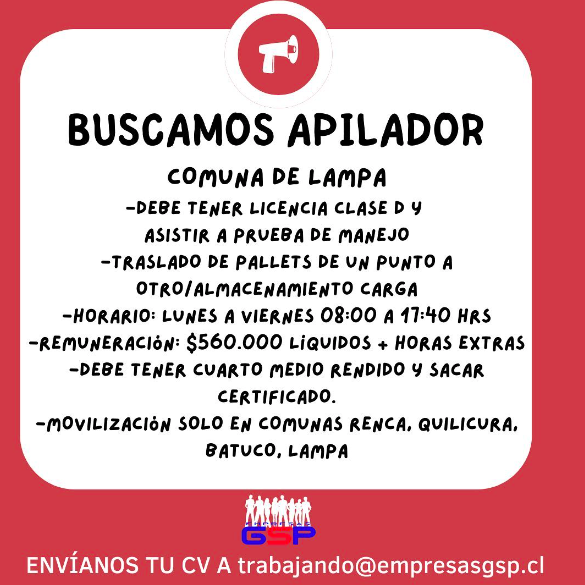 BUSCAMOS APILADOR
COMUNA DE LAMPA
-DEBE TENER LICENCIA CLASE D Y
ASISTIR A PRUEBA DE MANEJO
-TRASLADO DE PALLETS DE UN PUNTO A
OTRO/ALMACENAMIENTO CARGA
-HORARIO: LUNES A VIERNES 08:00 A 17:40 HRS
-REMUNERACIÓN: $560.000 LÍQUIDOS + HORAS EXTRAS
-DEBE TENER CUARTO MEDIO RENDIDO Y SACAR
CERTIFICADO.
-MOVILIZACIÓN SOLO EN COMUNAS RENCA, QUILICURA,
BATUCO, LAMPA
GSP
ENVÍANOS TU CV A trabajando@empresasgsp.cl